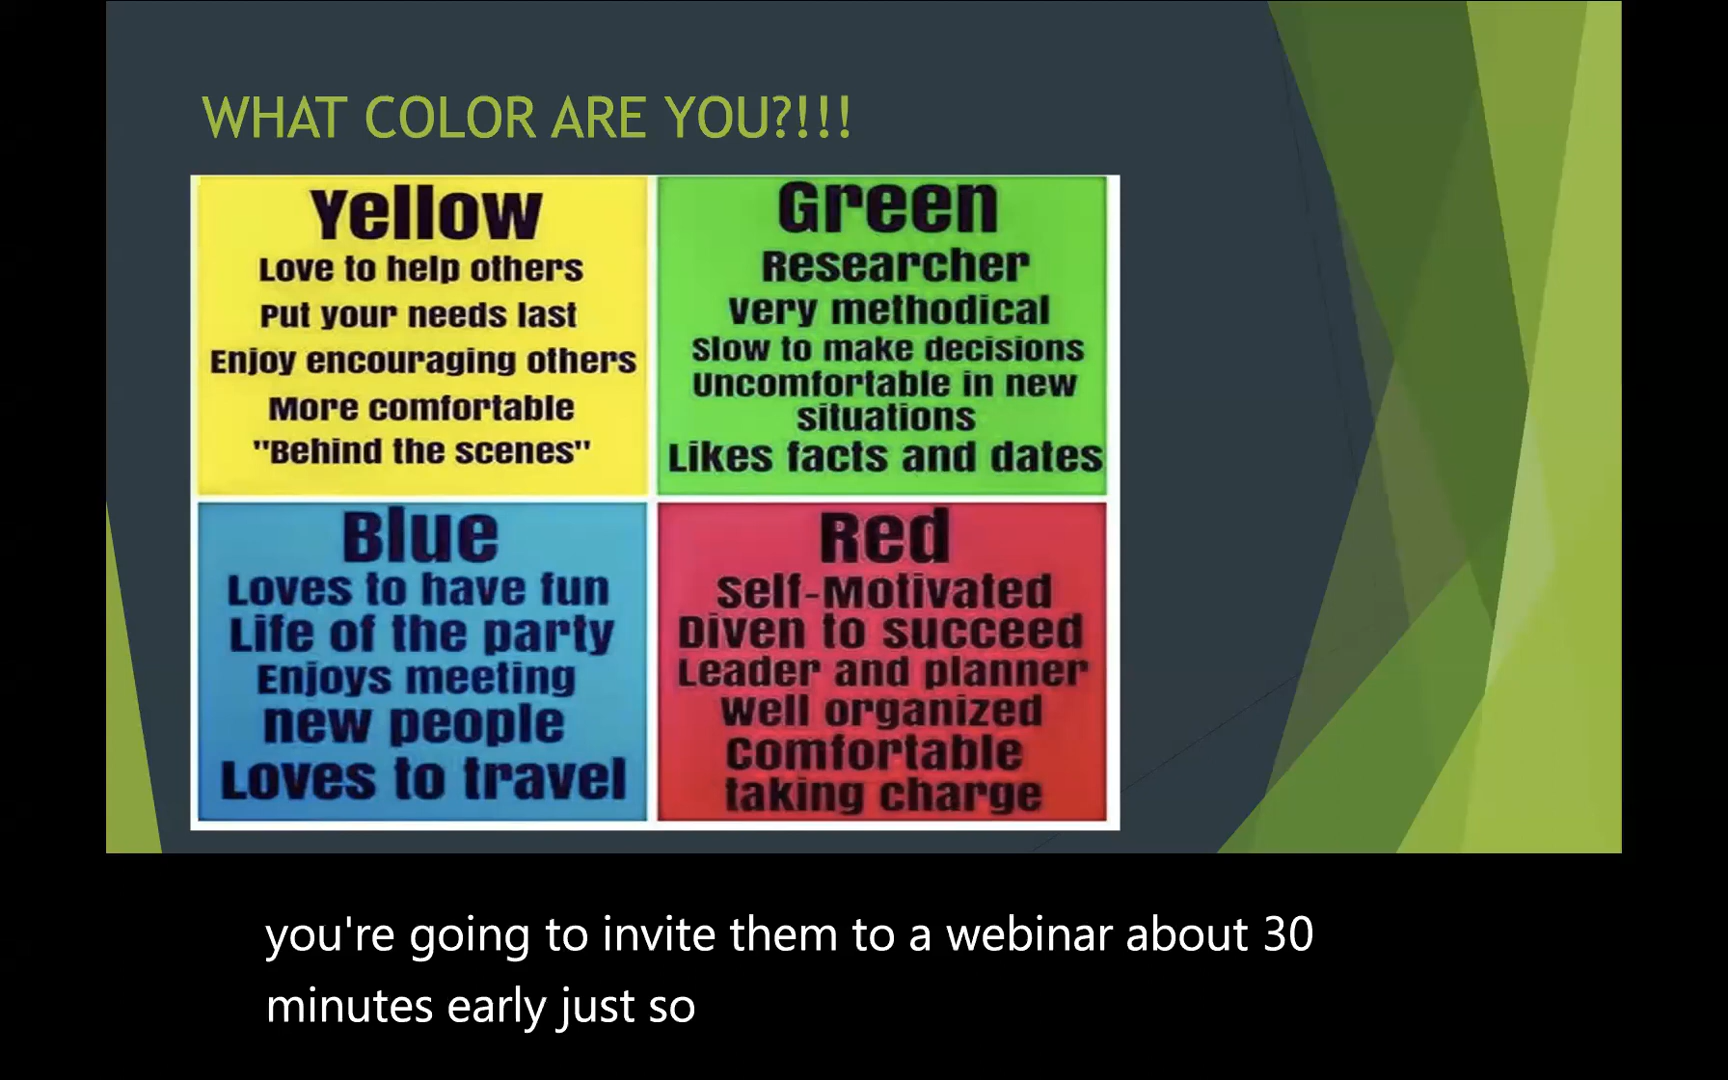 WHAT COLOR ARE YOU?!!!
Yellow
Love to help others
Put your needs last
Enjoy encouraging others
More comfortable
"Behind the scenes"
Green
Researcher
Very methodical
Slow to make decisions
Uncomfortable in new
situations
Likes facts and dates
Blue
Loves to have fun
Life of the party
Enjoys meeting
new people
Loves to travel
Red
Self-Motivated
Diven to succeed
Leader and planner
Well organized
Comfortable
taking charge
you're going to invite them to a webinar about 30
minutes early just so